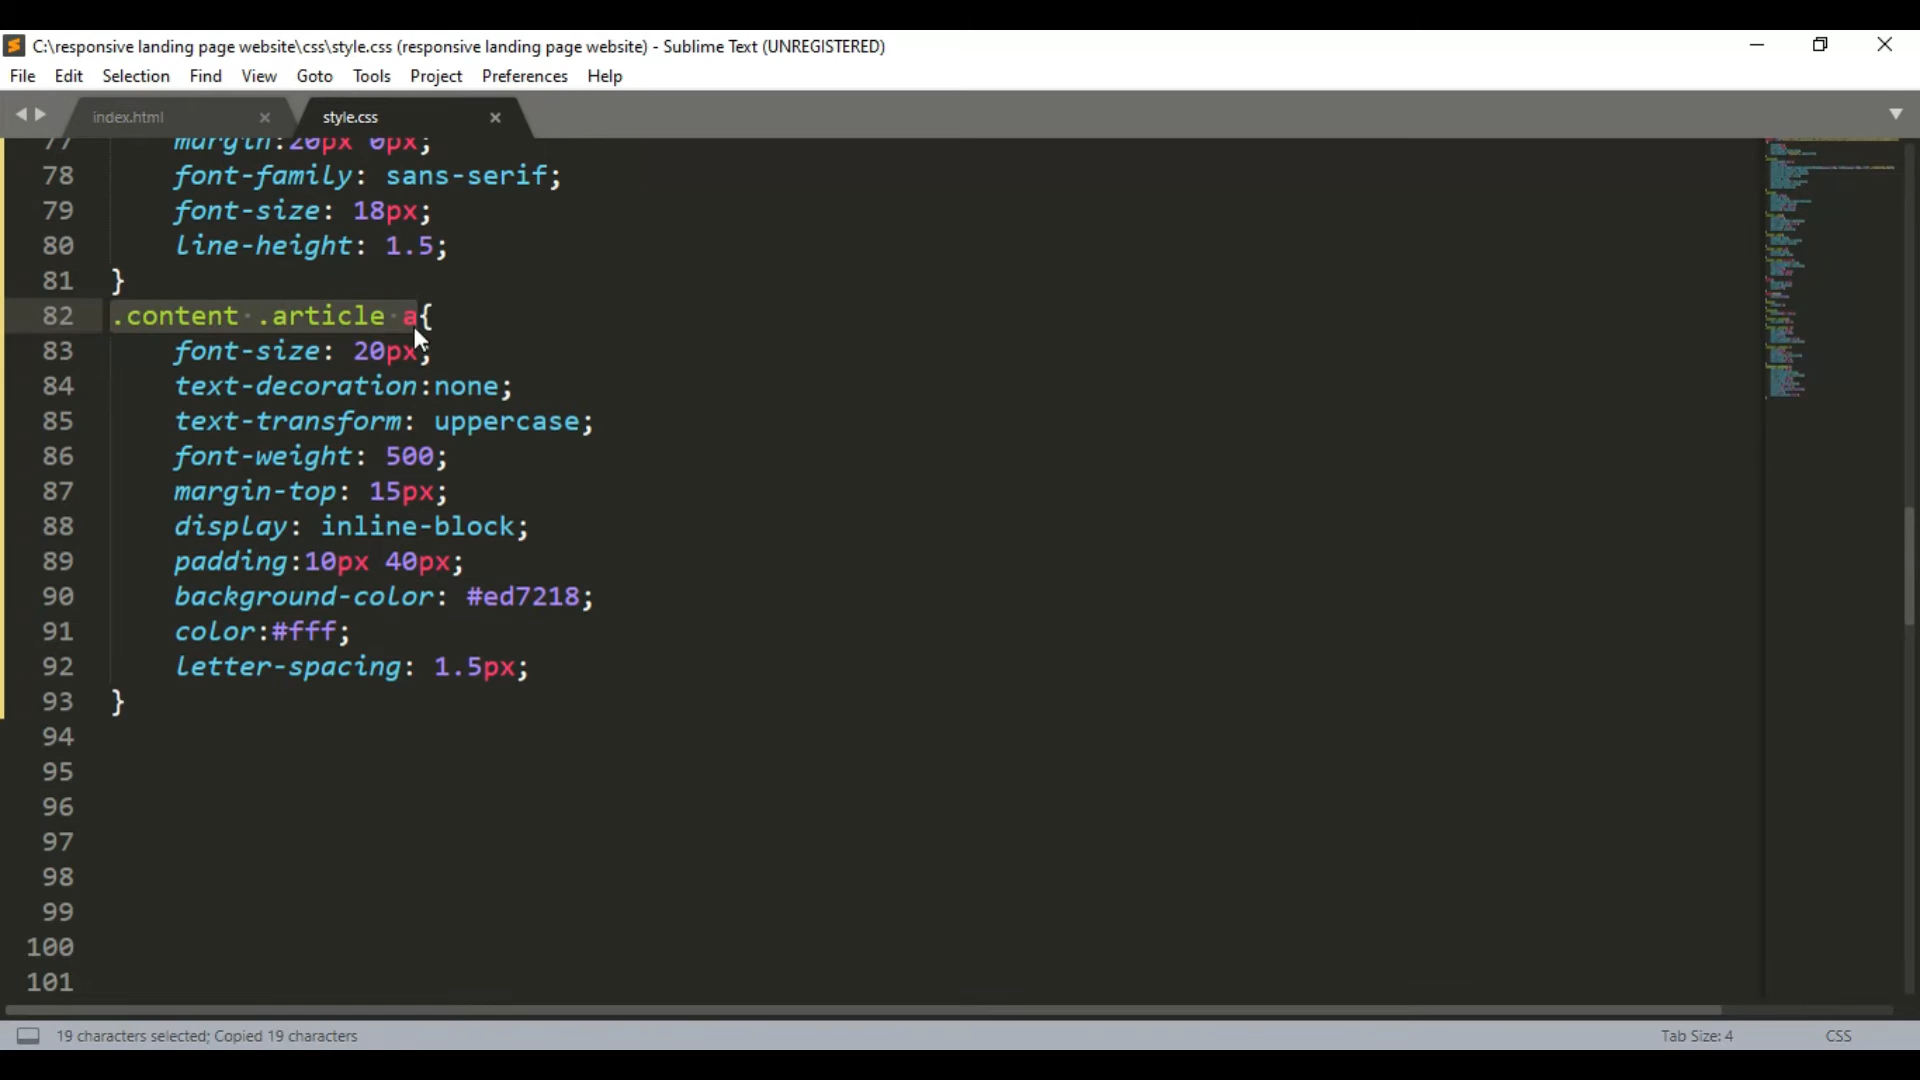 C:\responsive landing page website\css\style.css (responsive landing page website) - Sublime Text (UNREGISTERED)
File Edit Selection Find View Goto Tools Project Preferences Help
index.html style.css
77 margin:20px 0px;
78 font-family: sans-serif;
79 font-size: 18px;
80 line-height: 1.5;
81 }
82 .content .article a{
83 font-size: 20px;
84 text-decoration:none;
85 text-transform: uppercase;
86 font-weight: 500;
87 margin-top: 15px;
88 display: inline-block;
89 padding:10px 40px;
90 background-color: #ed7218;
91 color:#fff;
92 letter-spacing: 1.5px;
93 }
94
95
96
97
98
99
100
101
19 characters selected; Copied 19 characters Tab Size: 4 CSS